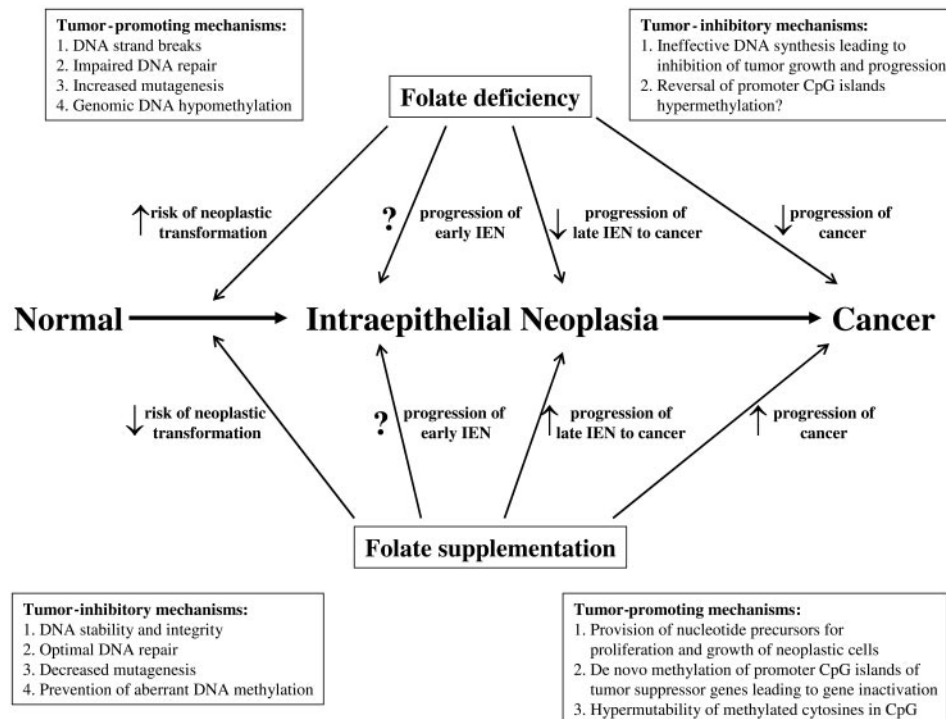 Tumor-promoting mechanisms:
1. DNA strand breaks
2. Impaired DNA repair
3. Increased mutagenesis
4. Genomic DNA hypomethylation
Tumor-inhibitory mechanisms:
1. Ineffective DNA synthesis leading to
inhibition of tumor growth and progression
2. Reversal of promoter CpG islands
hypermethylation?
Folate deficiency
↑ risk of neoplastic
transformation
? progression of
early IEN
↓ progression of
late IEN to cancer
↓ progression of
cancer
Normal
Intraepithelial Neoplasia
Cancer
↓ risk of neoplastic
transformation
? progression of
early IEN
↑ progression of
late IEN to cancer
↑ progression of
cancer
Folate supplementation
Tumor-inhibitory mechanisms:
1. DNA stability and integrity
2. Optimal DNA repair
3. Decreased mutagenesis
4. Prevention of aberrant DNA methylation
Tumor-promoting mechanisms:
1. Provision of nucleotide precursors for
proliferation and growth of neoplastic cells
2. De novo methylation of promoter CpG islands of
tumor suppressor genes leading to gene inactivation
3. Hypermutability of methylated cytosines in CpG